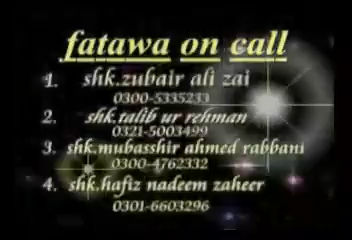 fatawa on call
1. shk.zubair ali zai
0300-5335233
2. shk.talib ur rehman
0321-5003499
3. shk.mubasshir ahmed rabbani
0300-4762332
4. shk.hafiz nadeem zaheer
0301-6603296